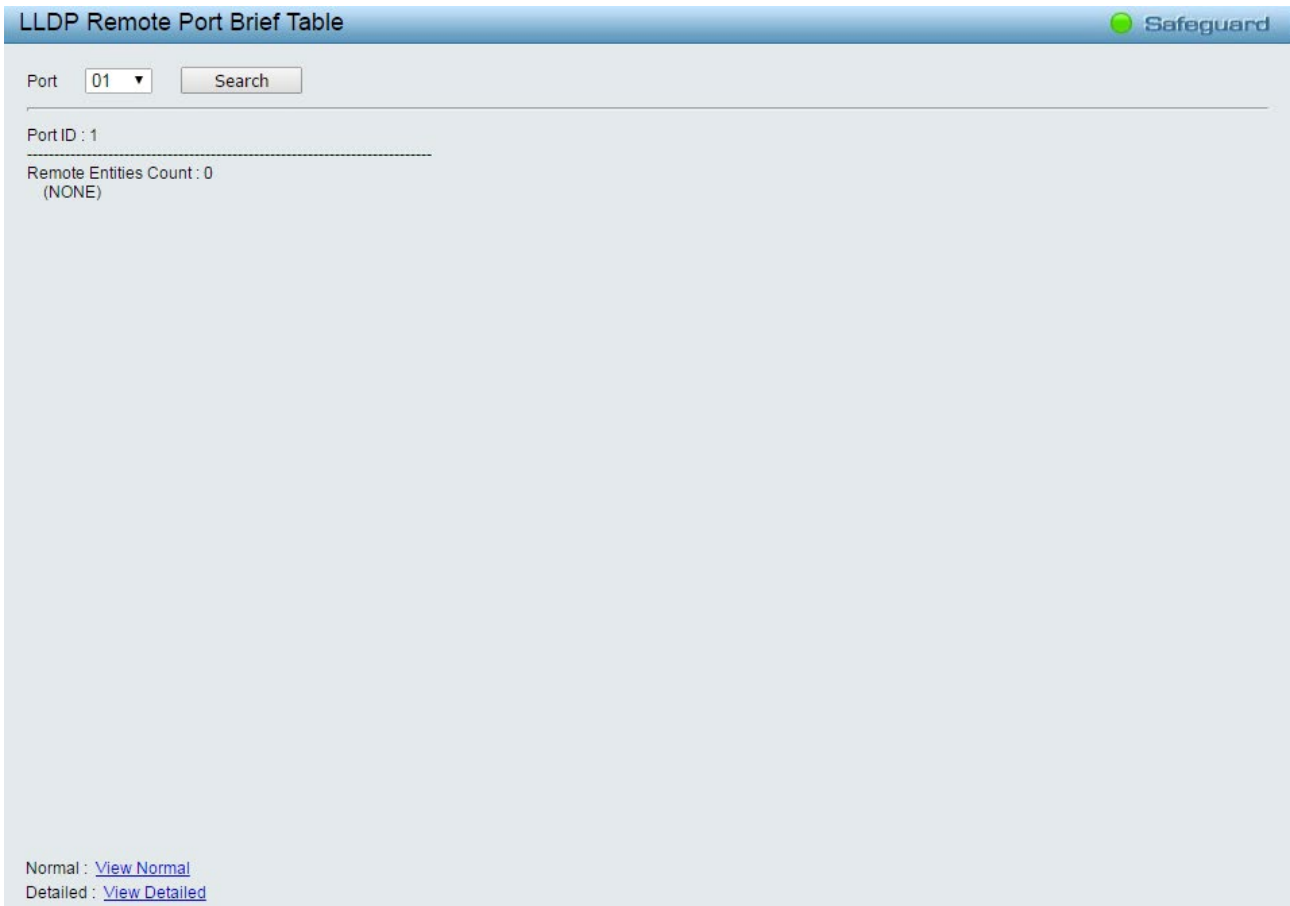 LLDP Remote Port Brief Table
Safeguard
Port 01 Search
Port ID : 1
--------------------------------------------------------------------------------
Remote Entities Count : 0
(NONE)
Normal : View Normal
Detailed : View Detailed